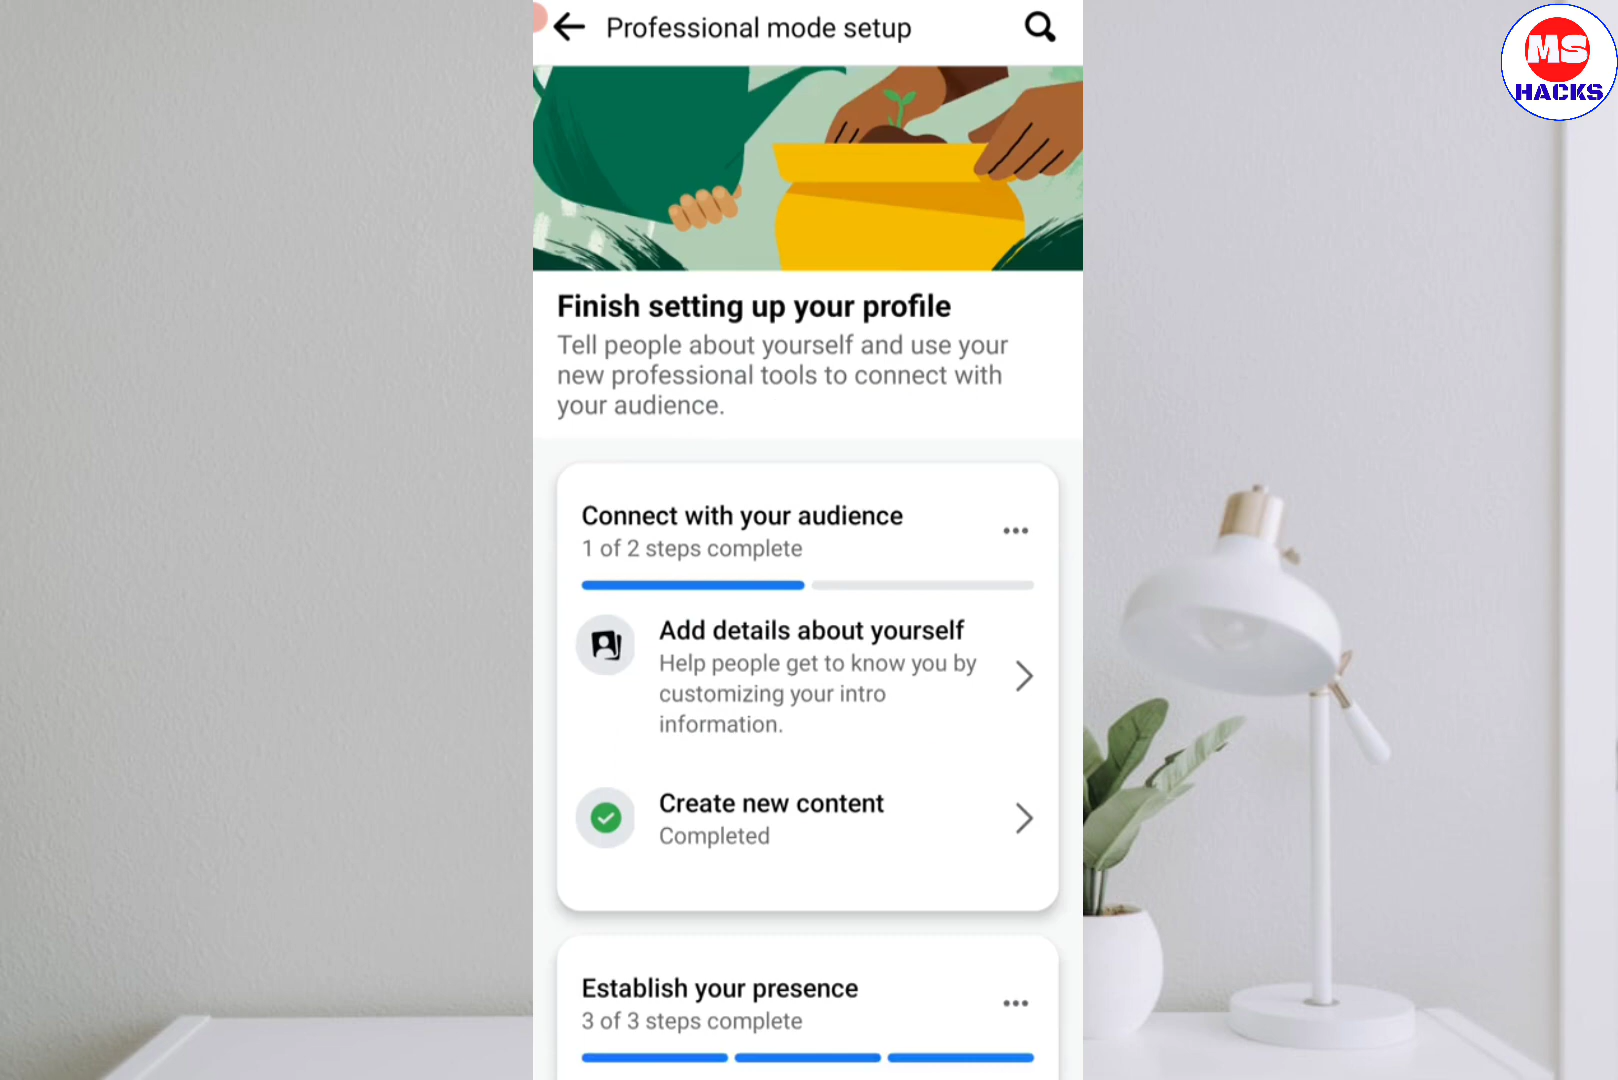 Professional mode setup
MS
HACKS
Finish setting up your profile
Tell people about yourself and use your
new professional tools to connect with
your audience.
Connect with your audience
1 of 2 steps complete
Add details about yourself
Help people get to know you by
customizing your intro
information.
Create new content
Completed
Establish your presence
3 of 3 steps complete